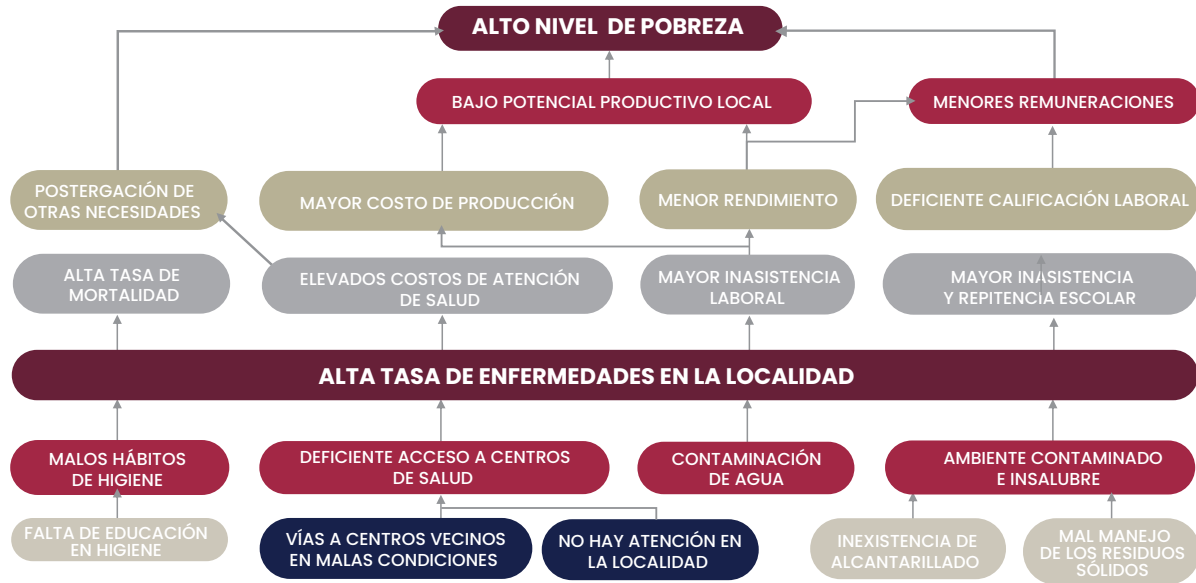 ALTO NIVEL DE POBREZA
BAJO POTENCIAL PRODUCTIVO LOCAL
MENORES REMUNERACIONES
POSTERGACIÓN DE
OTRAS NECESIDADES
MAYOR COSTO DE PRODUCCIÓN
MENOR RENDIMIENTO
DEFICIENTE CALIFICACIÓN LABORAL
ALTA TASA DE
MORTALIDAD
ELEVADOS COSTOS DE ATENCIÓN
DE SALUD
MAYOR INASISTENCIA
LABORAL
MAYOR INASISTENCIA
Y REPITENCIA ESCOLAR
ALTA TASA DE ENFERMEDADES EN LA LOCALIDAD
MALOS HÁBITOS
DE HIGIENE
DEFICIENTE ACCESO A CENTROS
DE SALUD
CONTAMINACIÓN
DE AGUA
AMBIENTE CONTAMINADO
E INSALUBRE
FALTA DE EDUCACIÓN
EN HIGIENE
VÍAS A CENTROS VECINOS
EN MALAS CONDICIONES
NO HAY ATENCIÓN EN
LA LOCALIDAD
INEXISTENCIA DE
ALCANTARILLADO
MAL MANEJO
DE LOS RESIDUOS
SÓLIDOS